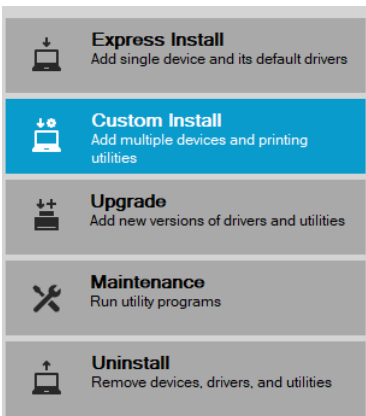 Express Install
Add single device and its default drivers
Custom Install
Add multiple devices and printing
utilities
Upgrade
Add new versions of drivers and utilities
Maintenance
Run utility programs
Uninstall
Remove devices, drivers, and utilities